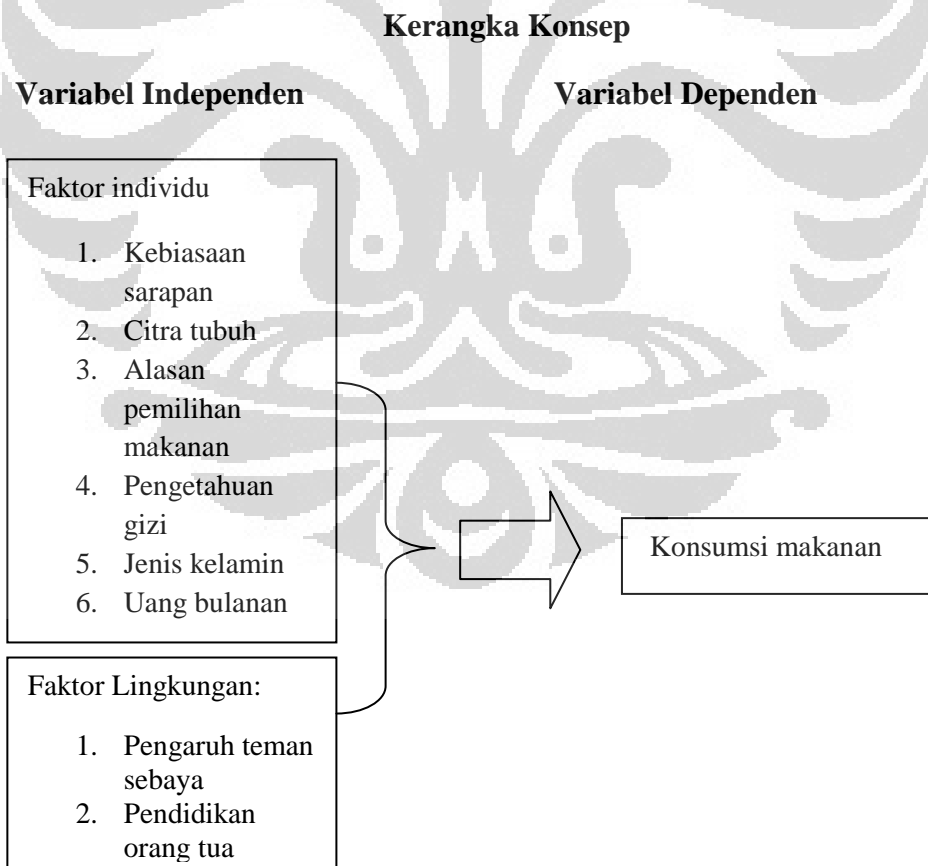 Kerangka Konsep
Variabel Independen
Variabel Dependen
Faktor individu
1. Kebiasaan
sarapan
2. Citra tubuh
3. Alasan
pemilihan
makanan
4. Pengetahuan
gizi
5. Jenis kelamin
6. Uang bulanan
Konsumsi makanan
Faktor Lingkungan:
1. Pengaruh teman
sebaya
2. Pendidikan
orang tua